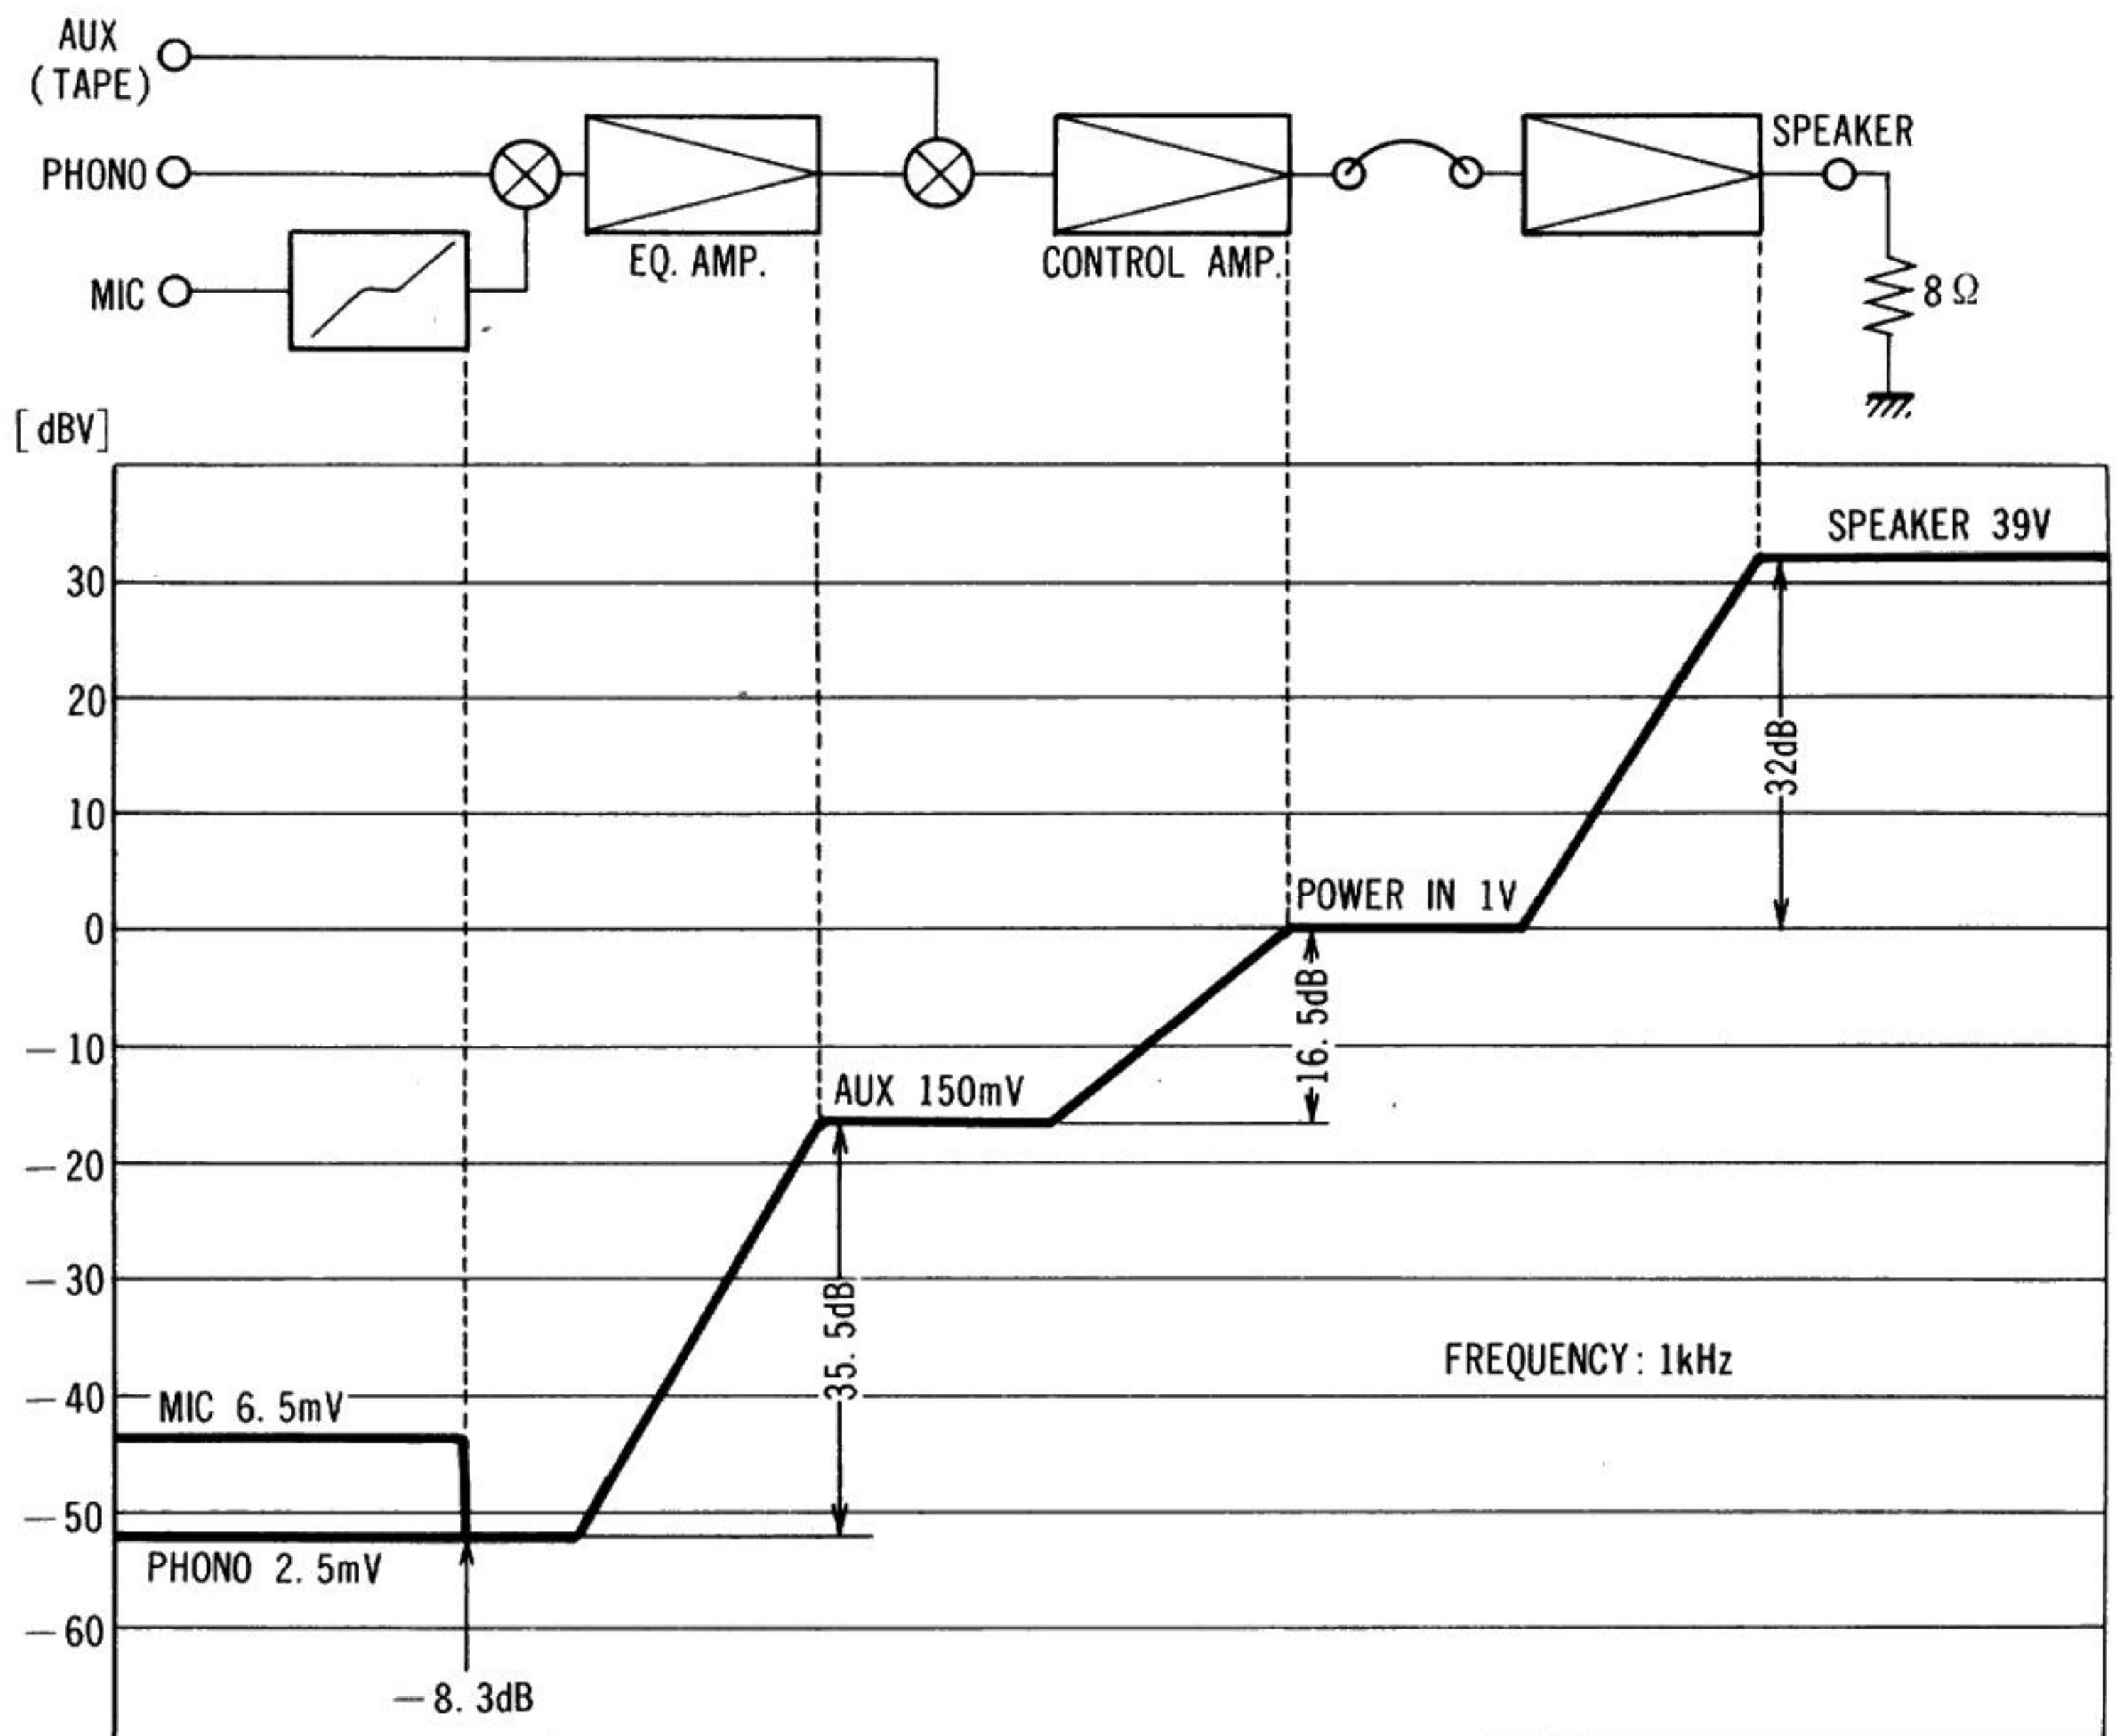 AUX
(TAPE)
PHONO
MIC
EQ. AMP.
CONTROL AMP.
SPEAKER
8Ω
[dBV]
SPEAKER 39V
30
20
32dB
10
POWER IN 1V
0
16.5dB
−10
AUX 150mV
−20
−30
35.5dB
FREQUENCY: 1kHz
−40
MIC 6.5mV
−50
PHONO 2.5mV
−60
−8.3dB